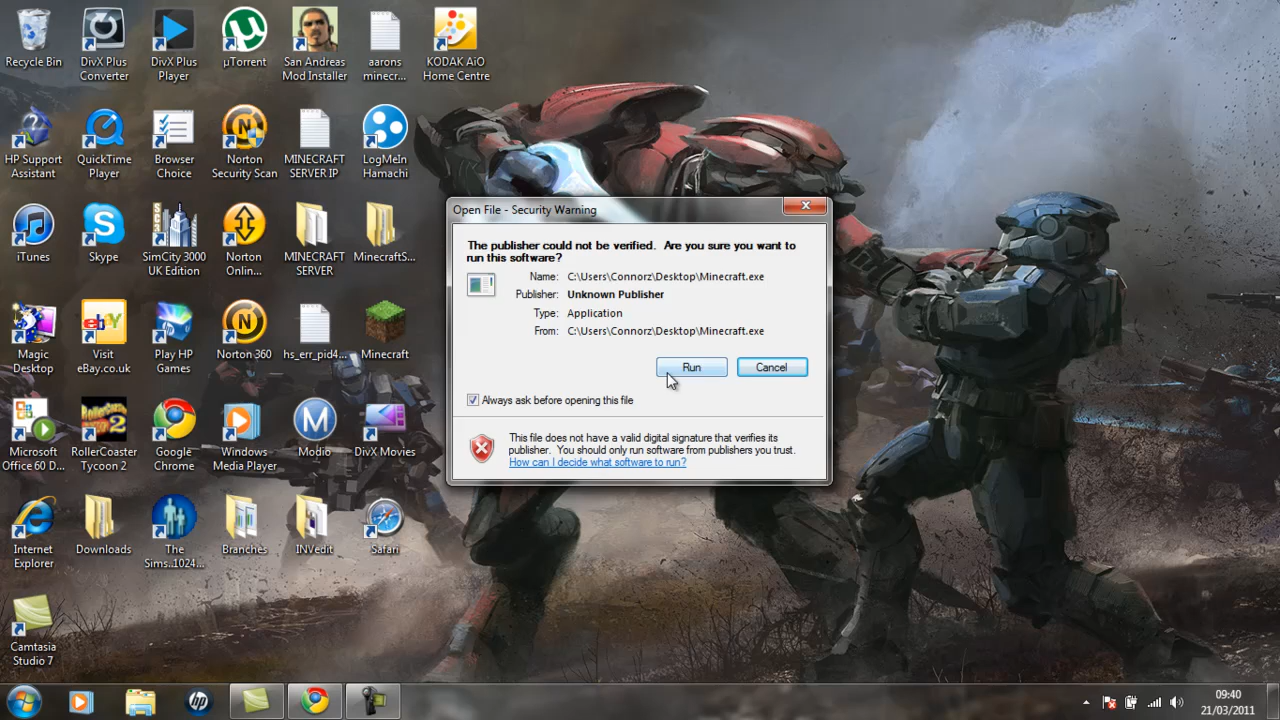 Recycle Bin
DivX Plus
Converter
DivX Plus
Player
µTorrent
San Andreas
Mod Installer
aarons
minecr...
KODAK AiO
Home Centre
HP Support
Assistant
QuickTime
Player
Browser
Choice
Norton
Security Scan
MINECRAFT
SERVER IP
LogMeIn
Hamachi
iTunes
Skype
SimCity 3000
UK Edition
Norton
Onlin...
MINECRAFT
SERVER
MinecraftS...
Magic
Desktop
Visit
eBay.co.uk
Play HP
Games
Norton 360
hs_err_pid4...
Minecraft
Microsoft
Office 60 D...
RollerCoaster
Tycoon 2
Google
Chrome
Windows
Media Player
Modio
DivX Movies
Internet
Explorer
Downloads
The
Sims..1024...
Branches
INVedit
Safari
Camtasia
Studio 7
Open File - Security Warning
The publisher could not be verified. Are you sure you want to
run this software?
Name: C:\Users\Connorz\Desktop\Minecraft.exe
Publisher: Unknown Publisher
Type: Application
From: C:\Users\Connorz\Desktop\Minecraft.exe
Run Cancel
Always ask before opening this file
This file does not have a valid digital signature that verifies its
publisher. You should only run software from publishers you trust.
How can I decide what software to run?
09:40
21/03/2011